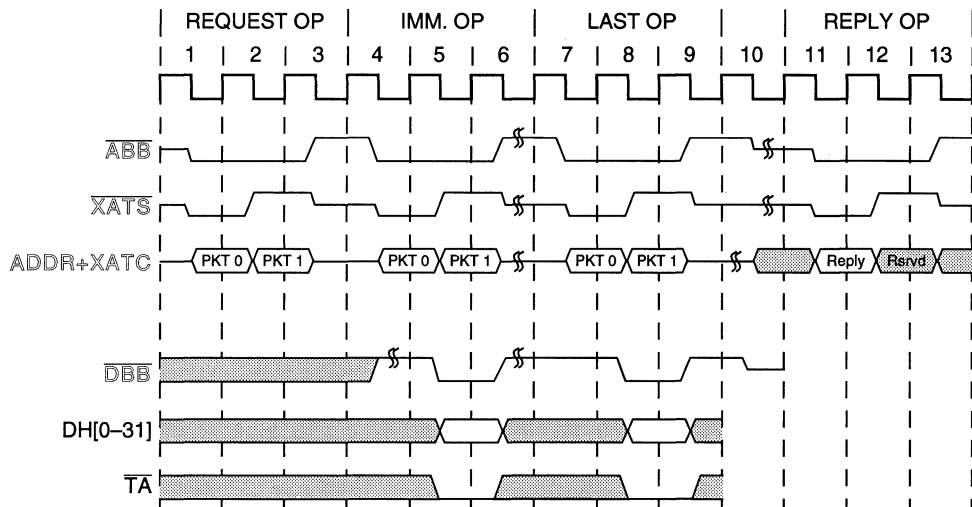 REQUEST OP IMM. OP LAST OP REPLY OP
1 2 3 4 5 6 7 8 9 10 11 12 13
ABB
XATS
ADDR+XATC PKT 0 PKT 1 PKT 0 PKT 1 PKT 0 PKT 1 Reply Rsrvd
DBB
DH[0–31]
TA